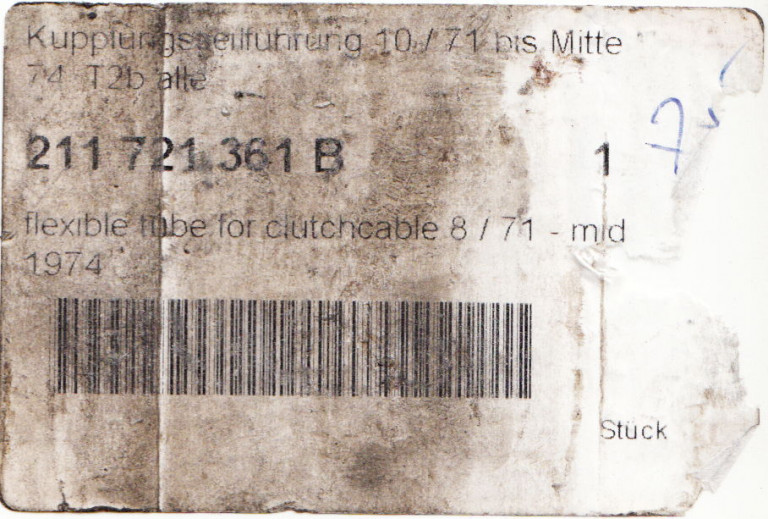 Kupplungsseilführung 10 / 71 bis Mitte
74 T2b alle
211 721 361 B 1
flexible tube for clutchcable 8 / 71 - mid
1974
Stück